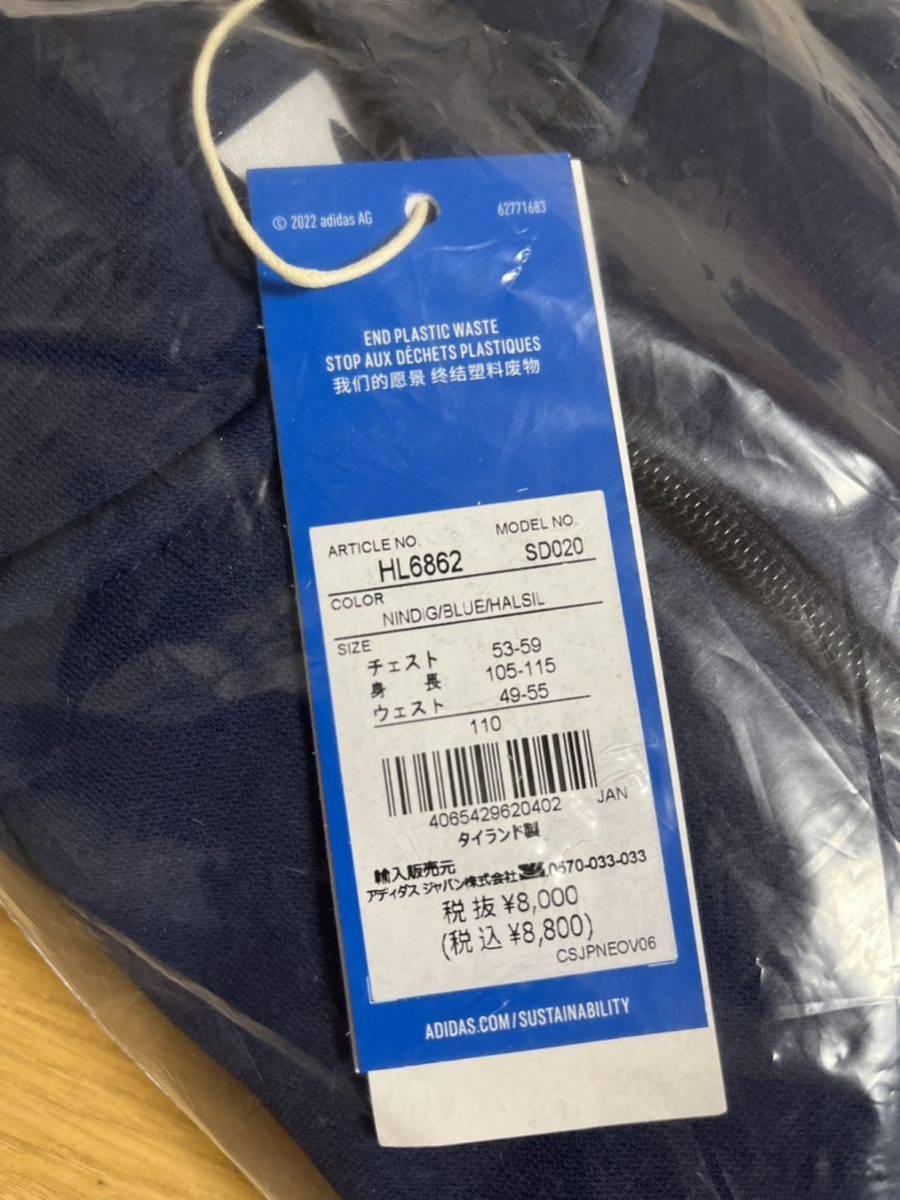 © 2022 adidas AG 62771683
END PLASTIC WASTE
STOP AUX DÉCHETS PLASTIQUES
我们的愿景 终结塑料废物
ARTICLE NO. MODEL NO.
HL6862 SD020
COLOR
NINDIG/BLUE/HALSIL
SIZE
チェスト 53-59
身 長 105-115
ウェスト 49-55
110
4065429620402 JAN
タイランド製
輸入販売元
アディダス ジャパン株式会社 0570-033-033
税抜 ¥8,000
(税込 ¥8,800)
CSJPNEOV06
ADIDAS.COM/SUSTAINABILITY